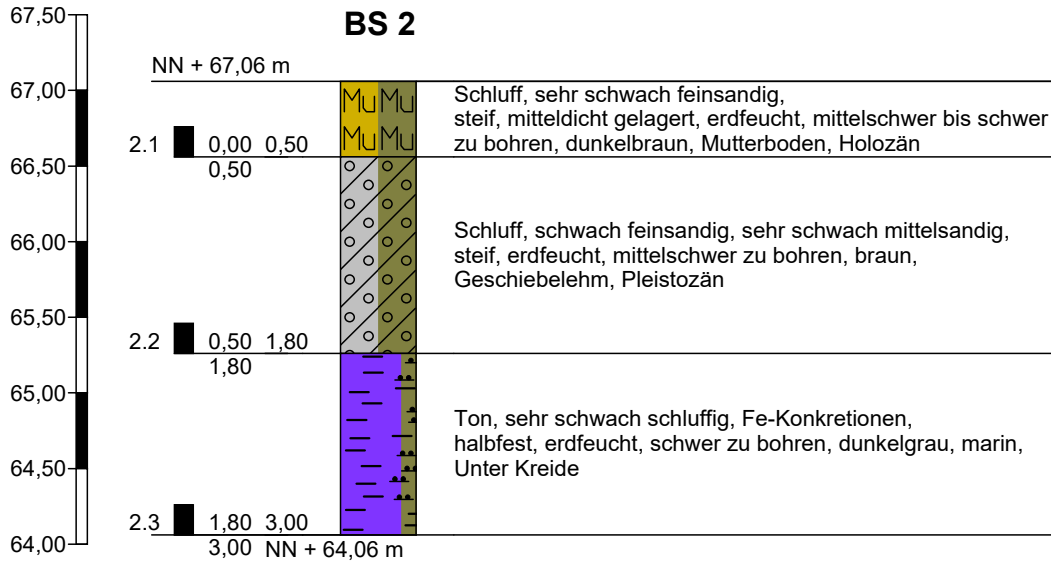 67,50
BS 2
NN + 67,06 m
67,00
Mu Mu
Mu Mu
Schluff, sehr schwach feinsandig,
steif, mitteldicht gelagert, erdfeucht, mittelschwer bis schwer
zu bohren, dunkelbraun, Mutterboden, Holozän
2.1 0,00 0,50
0,50
66,50
66,00
Schluff, schwach feinsandig, sehr schwach mittelsandig,
steif, erdfeucht, mittelschwer zu bohren, braun,
Geschiebelehm, Pleistozän
65,50
2.2 0,50 1,80
1,80
65,00
Ton, sehr schwach schluffig, Fe-Konkretionen,
halbfest, erdfeucht, schwer zu bohren, dunkelgrau, marin,
Unter Kreide
64,50
2.3 1,80 3,00
64,00
3,00 NN + 64,06 m